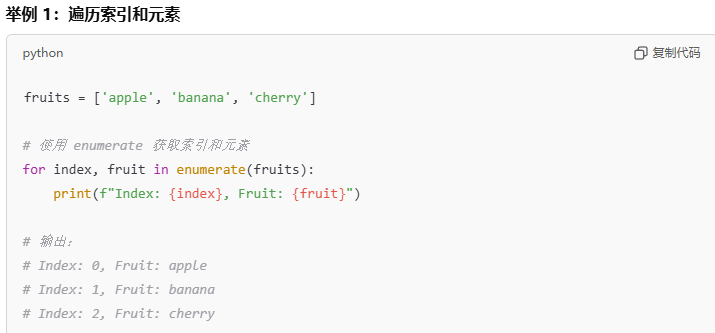 举例 1：遍历索引和元素
python
复制代码
fruits = ['apple', 'banana', 'cherry']
# 使用 enumerate 获取索引和元素
for index, fruit in enumerate(fruits):
    print(f"Index: {index}, Fruit: {fruit}")
# 输出：
# Index: 0, Fruit: apple
# Index: 1, Fruit: banana
# Index: 2, Fruit: cherry